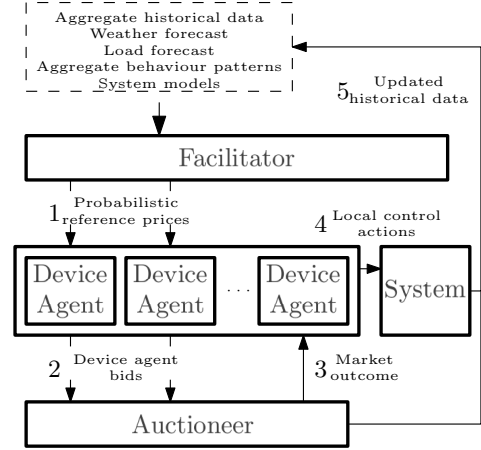 Aggregate historical data
Weather forecast
Load forecast
Aggregate behaviour patterns
System models
5 Updated
historical data
Facilitator
1 Probabilistic
reference prices
4 Local control
actions
Device
Agent
Device
Agent
. . .
Device
Agent
System
2 Device agent
bids
3 Market
outcome
Auctioneer